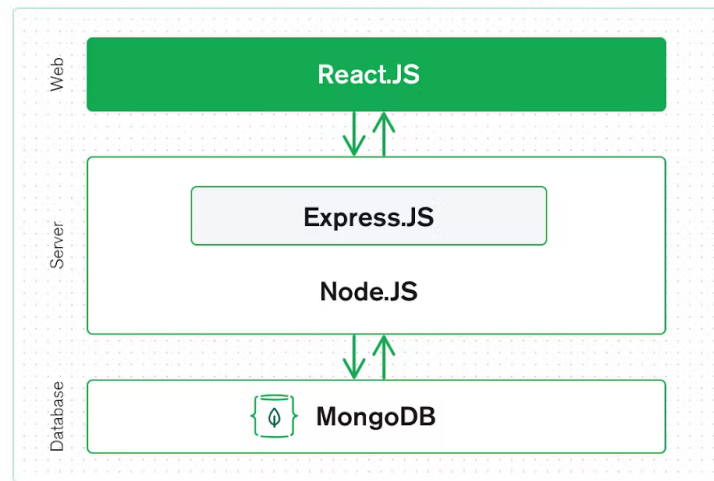 Web
React.JS
Server
Express.JS
Node.JS
Database
MongoDB